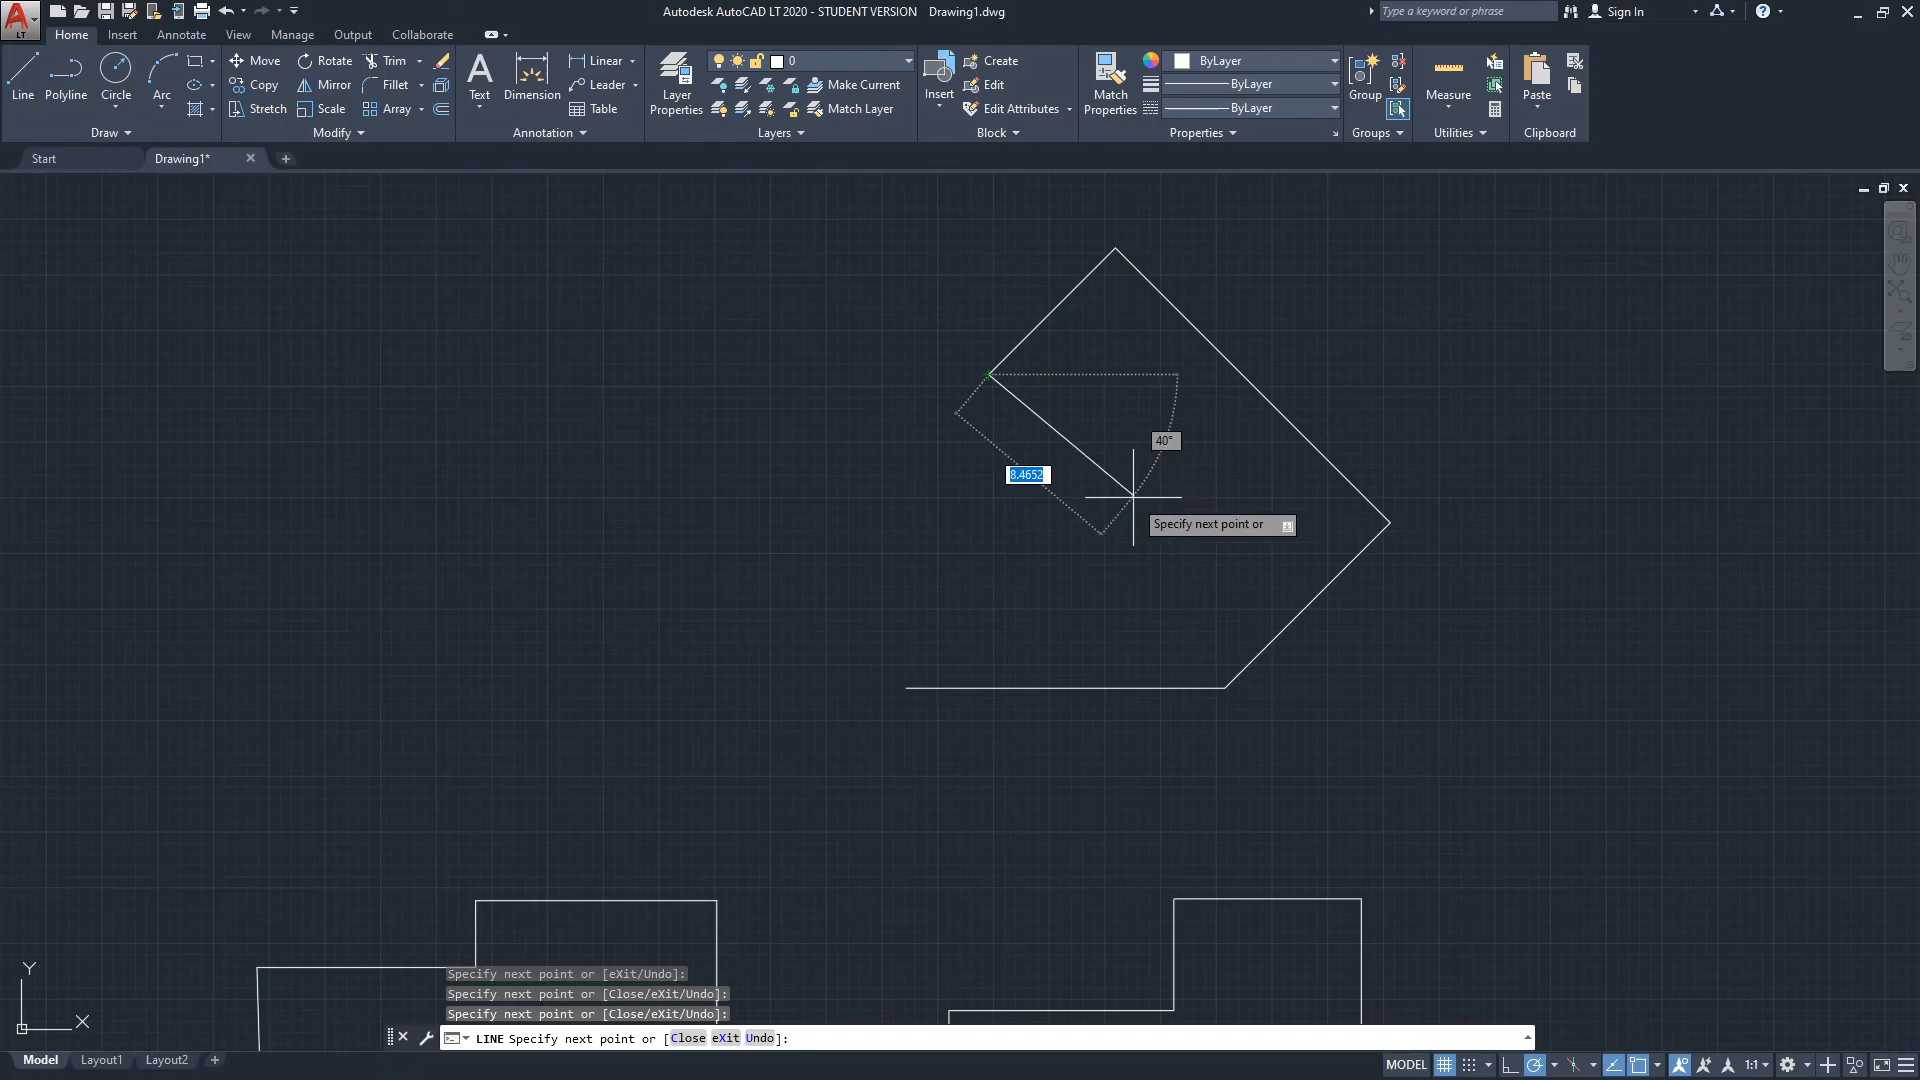 Autodesk AutoCAD LT 2020 - STUDENT VERSION Drawing1.dwg
Type a keyword or phrase
Sign In
LT
Home Insert Annotate View Manage Output Collaborate
Line Polyline Circle Arc
Draw
Move Rotate Trim
Copy Mirror Fillet
Stretch Scale Array
Modify
Text Dimension
Linear
Leader
Table
Annotation
Layer
Properties
0
Make Current
Match Layer
Layers
Insert
Create
Edit
Edit Attributes
Block
Match
Properties
ByLayer
ByLayer
ByLayer
Properties
Group
Groups
Measure
Utilities
Paste
Clipboard
Start Drawing1*
40°
8.4652
Specify next point or
Y
X
Specify next point or [eXit/Undo]:
Specify next point or [Close/eXit/Undo]:
Specify next point or [Close/eXit/Undo]:
LINE Specify next point or [Close eXit Undo]:
Model Layout1 Layout2
MODEL
1:1